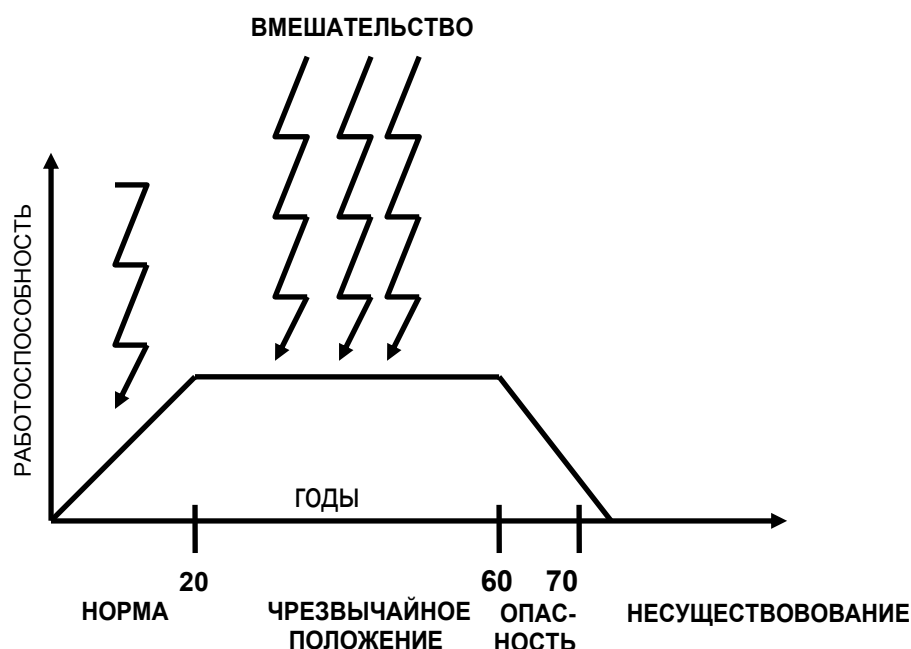 ВМЕШАТЕЛЬСТВО
РАБОТОСПОСОБНОСТЬ
ГОДЫ
20
60
70
НОРМА
ЧРЕЗВЫЧАЙНОЕ
ПОЛОЖЕНИЕ
ОПАС-
НОСТЬ
НЕСУЩЕСТВОВОВАНИЕ